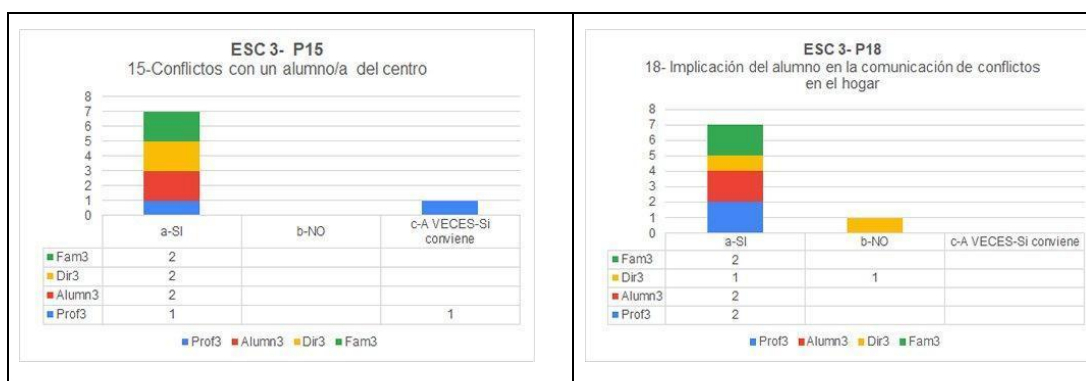 ESC 3- P15
15-Conflictos con un alumno/a del centro
8
7
6
5
4
3
2
1
0
a-SI b-NO c-A VECES-Si conviene
Fam3 2
Dir3 2
Alumn3 2
Prof3 1 1
Prof3 Alumn3 Dir3 Fam3
ESC 3- P18
18- Implicación del alumno en la comunicación de conflictos
en el hogar
8
7
6
5
4
3
2
1
0
a-SI b-NO c-A VECES-Si conviene
Fam3 2
Dir3 1 1
Alumn3 2
Prof3 2
Prof3 Alumn3 Dir3 Fam3